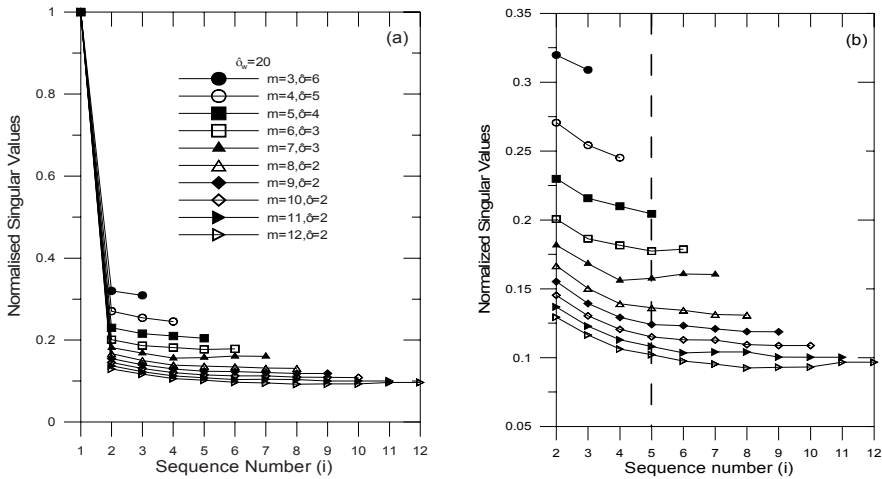 (a)
ô_w=20
m=3,ô=6
m=4,ô=5
m=5,ô=4
m=6,ô=3
m=7,ô=3
m=8,ô=2
m=9,ô=2
m=10,ô=2
m=11,ô=2
m=12,ô=2
Normalised Singular Values
1
0.8
0.6
0.4
0.2
0
1 2 3 4 5 6 7 8 9 10 11 12
Sequence Number (i)
(b)
Normalized Singular Values
0.35
0.3
0.25
0.2
0.15
0.1
0.05
2 3 4 5 6 7 8 9 10 11 12
Sequence number (i)